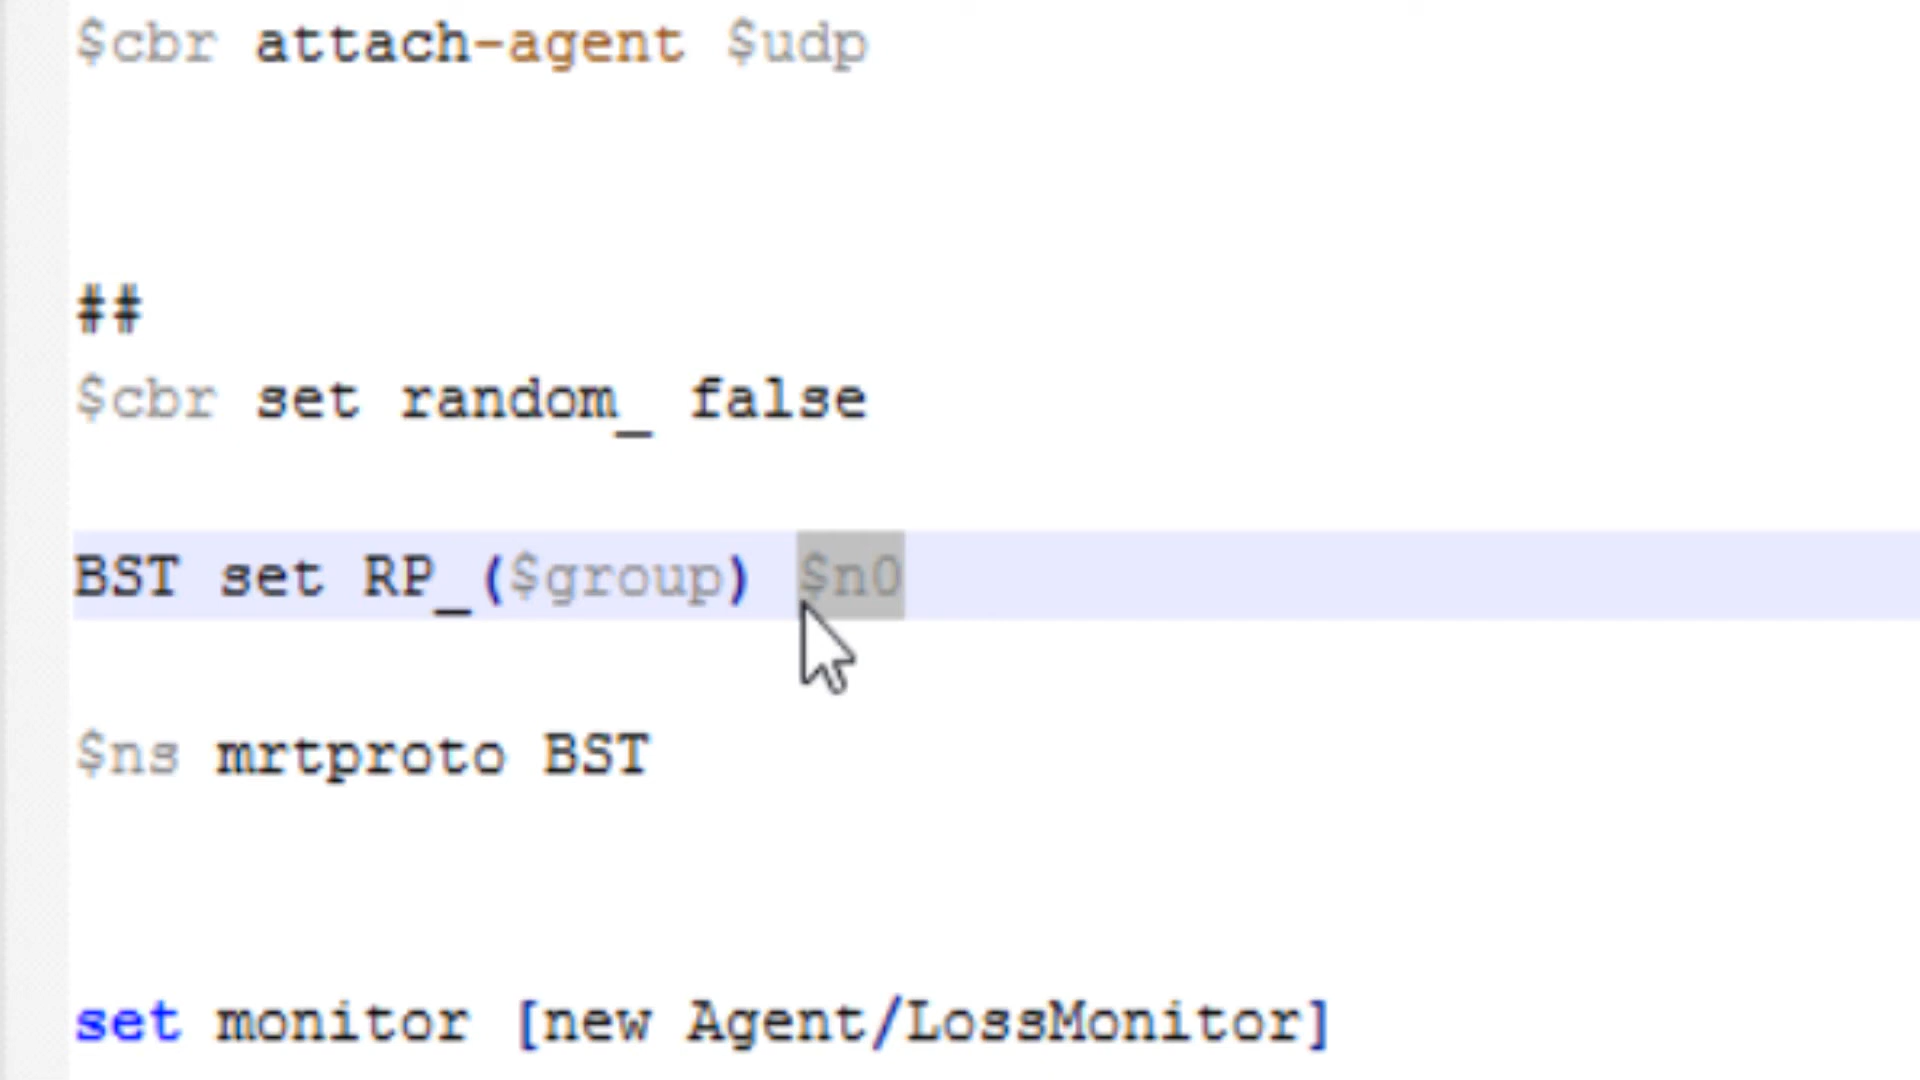 $cbr attach-agent $udp
##
$cbr set random_ false
BST set RP_($group) $n0
$ns mrtproto BST
set monitor [new Agent/LossMonitor]